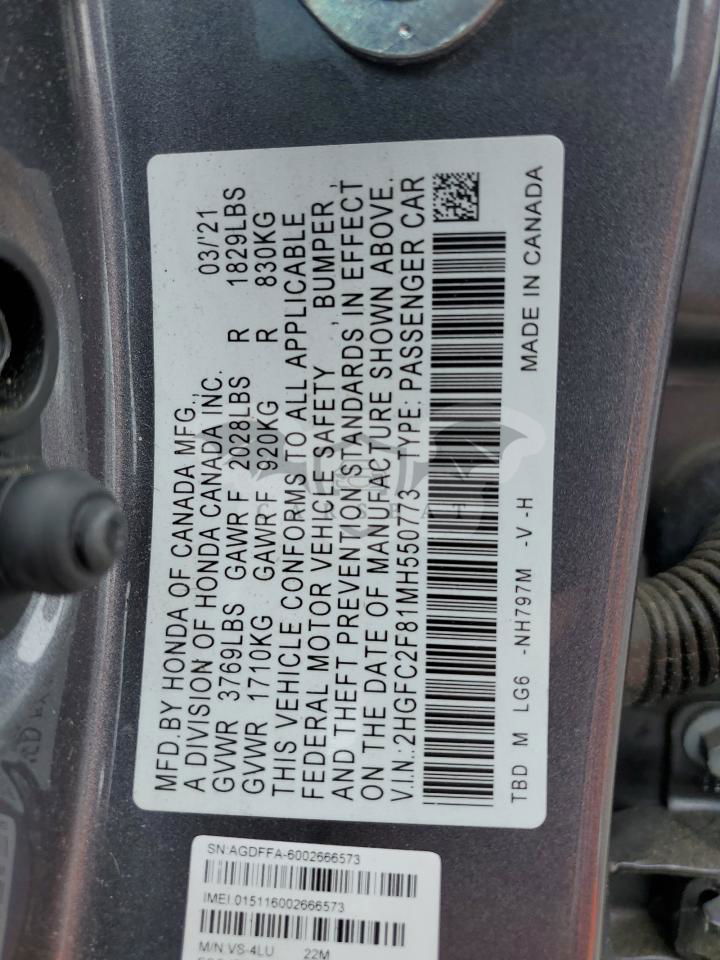 MFD.BY HONDA OF CANADA MFG., 03/'21
A DIVISION OF HONDA CANADA INC.
GVWR 3769LBS GAWR F 2028LBS R 1829LBS
GVWR 1710KG GAWR F 920KG R 830KG
THIS VEHICLE CONFORMS TO ALL APPLICABLE
FEDERAL MOTOR VEHICLE SAFETY , BUMPER ,
AND THEFT PREVENTION STANDARDS IN EFFECT
ON THE DATE OF MANUFACTURE SHOWN ABOVE.
V.I.N.:2HGFC2F81MH550773 TYPE: PASSENGER CAR
TBD M LG6 -NH797M -V -H MADE IN CANADA
CARSFAT
SN:AGDFFA-6002666573
IMEI:015116002666573
M/N:VS-4LU 22M